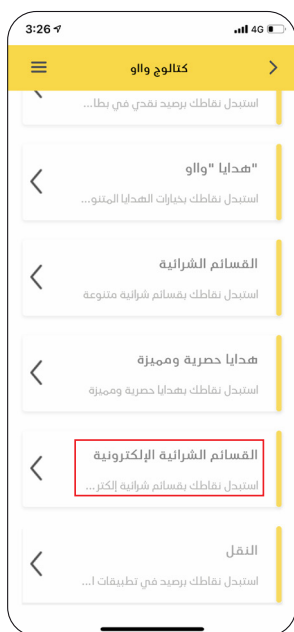 3:26
4G
كتالوج وااو
استبدل نقاطك برصيد نقدي في بطا...
هدايا "وااو"
استبدل نقاطك بخيارات الهدايا المتنو...
القسائم الشرائية
استبدل نقاطك بقسائم شرائية متنوعة
هدايا حصرية ومميزة
استبدل نقاطك بهدايا حصرية ومميزة
القسائم الشرائية الإلكترونية
استبدل نقاطك بقسائم شرائية إلكتر...
النقل
استبدل نقاطك برصيد في تطبيقات ا...